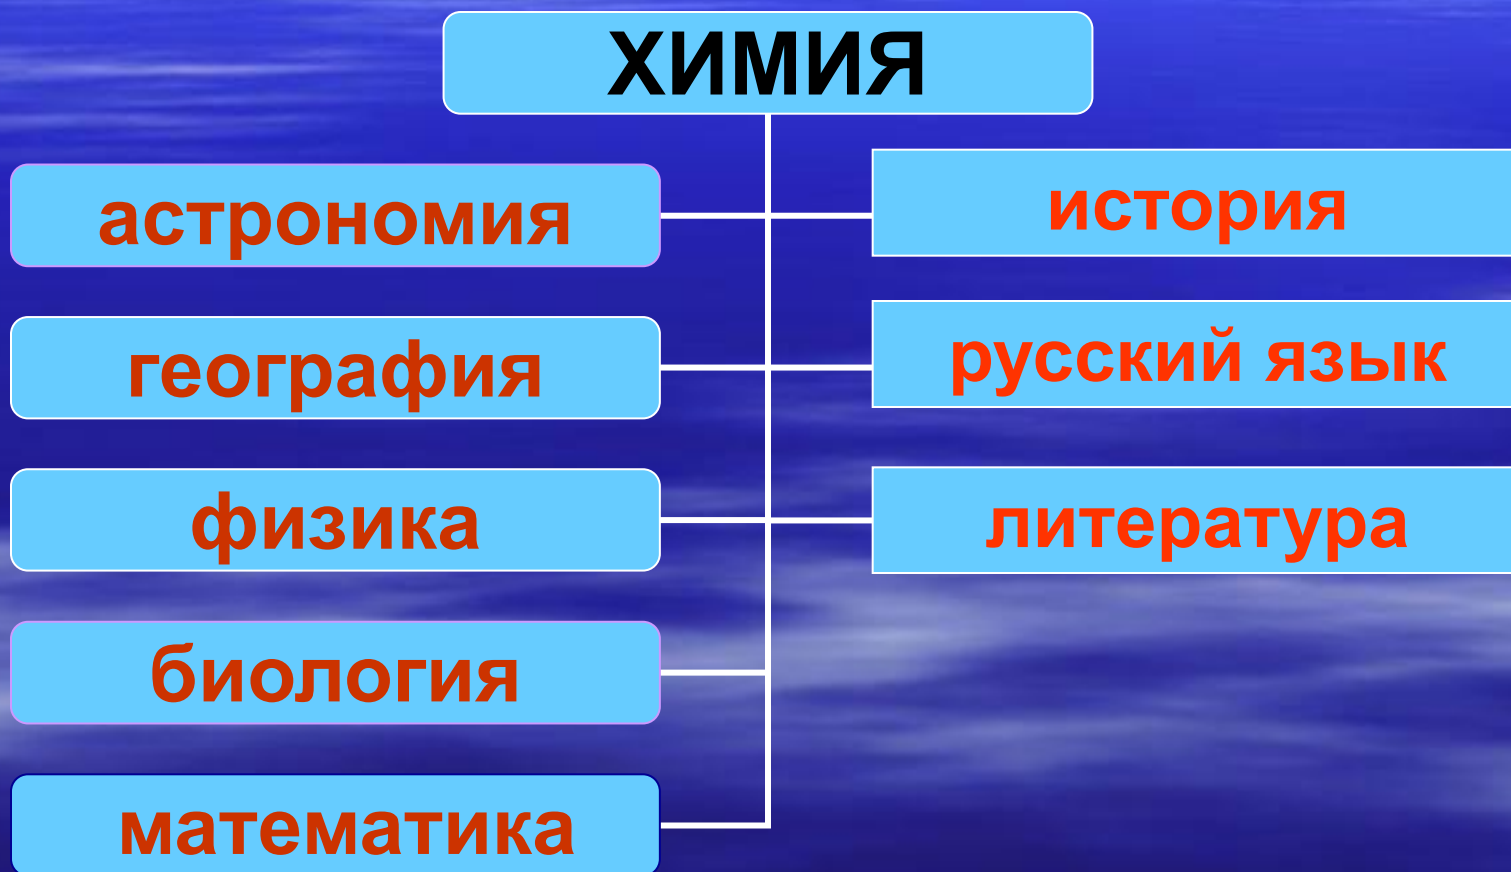 ХИМИЯ
астрономия
география
физика
биология
математика
история
русский язык
литература